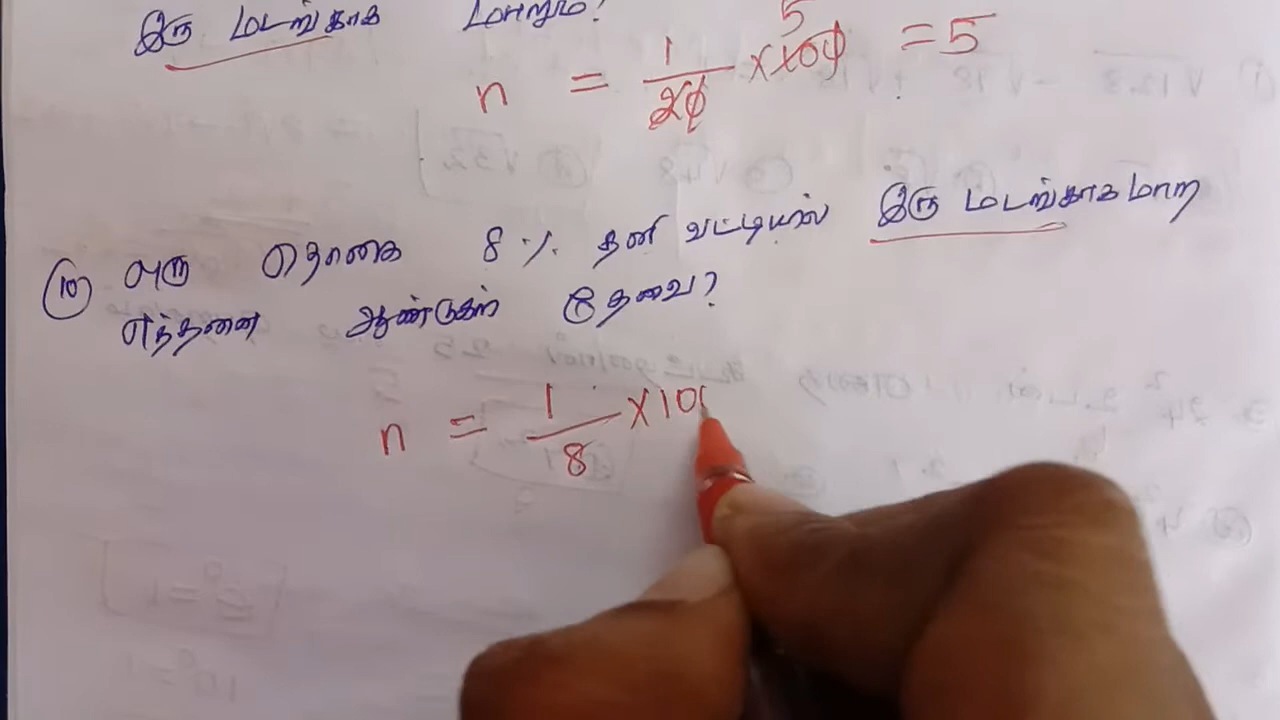 இரு மடங்காக மாறும்?
n = 1/20 × 100 = 5
5
(10) ஒரு தொகை 8 % தனி வட்டியில் இரு மடங்காக மாற
எத்தனை ஆண்டுகள் தேவை?
n = 1/8 × 100